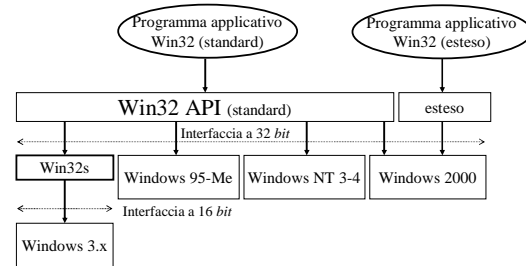 Programma applicativo
Win32 (standard)
Programma applicativo
Win32 (esteso)
Win32 API (standard)
esteso
Interfaccia a 32 bit
Win32s
Windows 95-Me
Windows NT 3-4
Windows 2000
Interfaccia a 16 bit
Windows 3.x